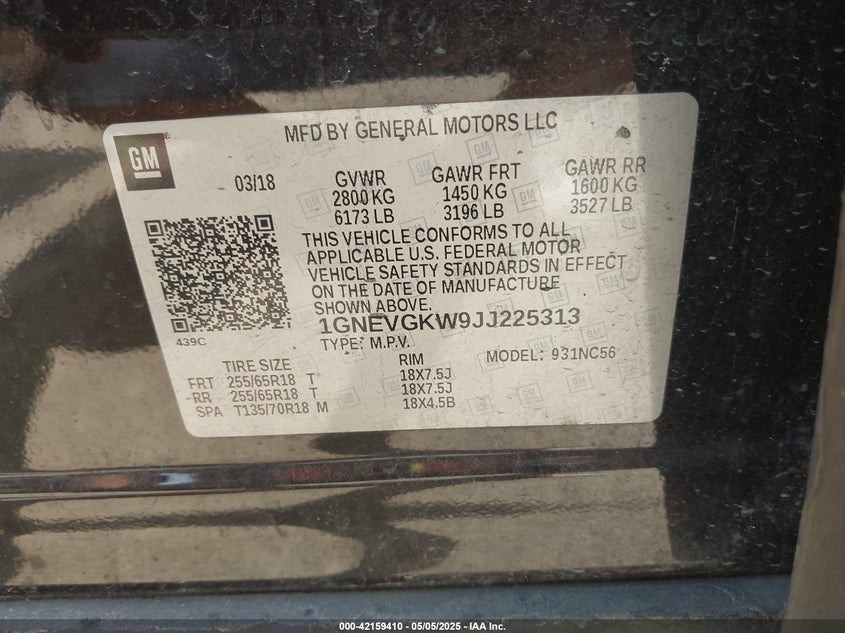 MFD BY GENERAL MOTORS LLC
GM
03/18
GVWR GAWR FRT GAWR RR
2800 KG 1450 KG 1600 KG
6173 LB 3196 LB 3527 LB
THIS VEHICLE CONFORMS TO ALL
APPLICABLE U.S. FEDERAL MOTOR
VEHICLE SAFETY STANDARDS IN EFFECT
ON THE DATE OF MANUFACTURE
SHOWN ABOVE.
439C
1GNEVGKW9JJ225313
TYPE: M.P.V. MODEL: 931NC56
TIRE SIZE RIM
FRT 255/65R18 T 18X7.5J
RR 255/65R18 T 18X7.5J
SPA T135/70R18 M 18X4.5B
000-42159410 - 05/05/2025 - IAA Inc.